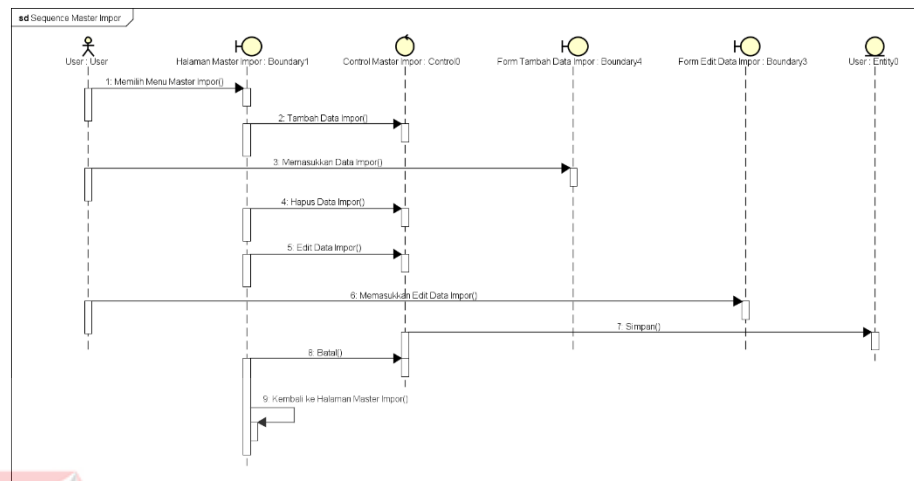 sd Sequence Master Impor
User : User
Halaman Master Impor : Boundary1
Control Master Impor : Control0
Form Tambah Data Impor : Boundary4
Form Edit Data Impor : Boundary3
User : Entity0
1: Memilih Menu Master Impor()
2: Tambah Data Impor()
3: Memasukkan Data Impor()
4: Hapus Data Impor()
5: Edit Data Impor()
6: Memasukkan Edit Data Impor()
7: Simpan()
8: Batal()
9: Kembali ke Halaman Master Impor()